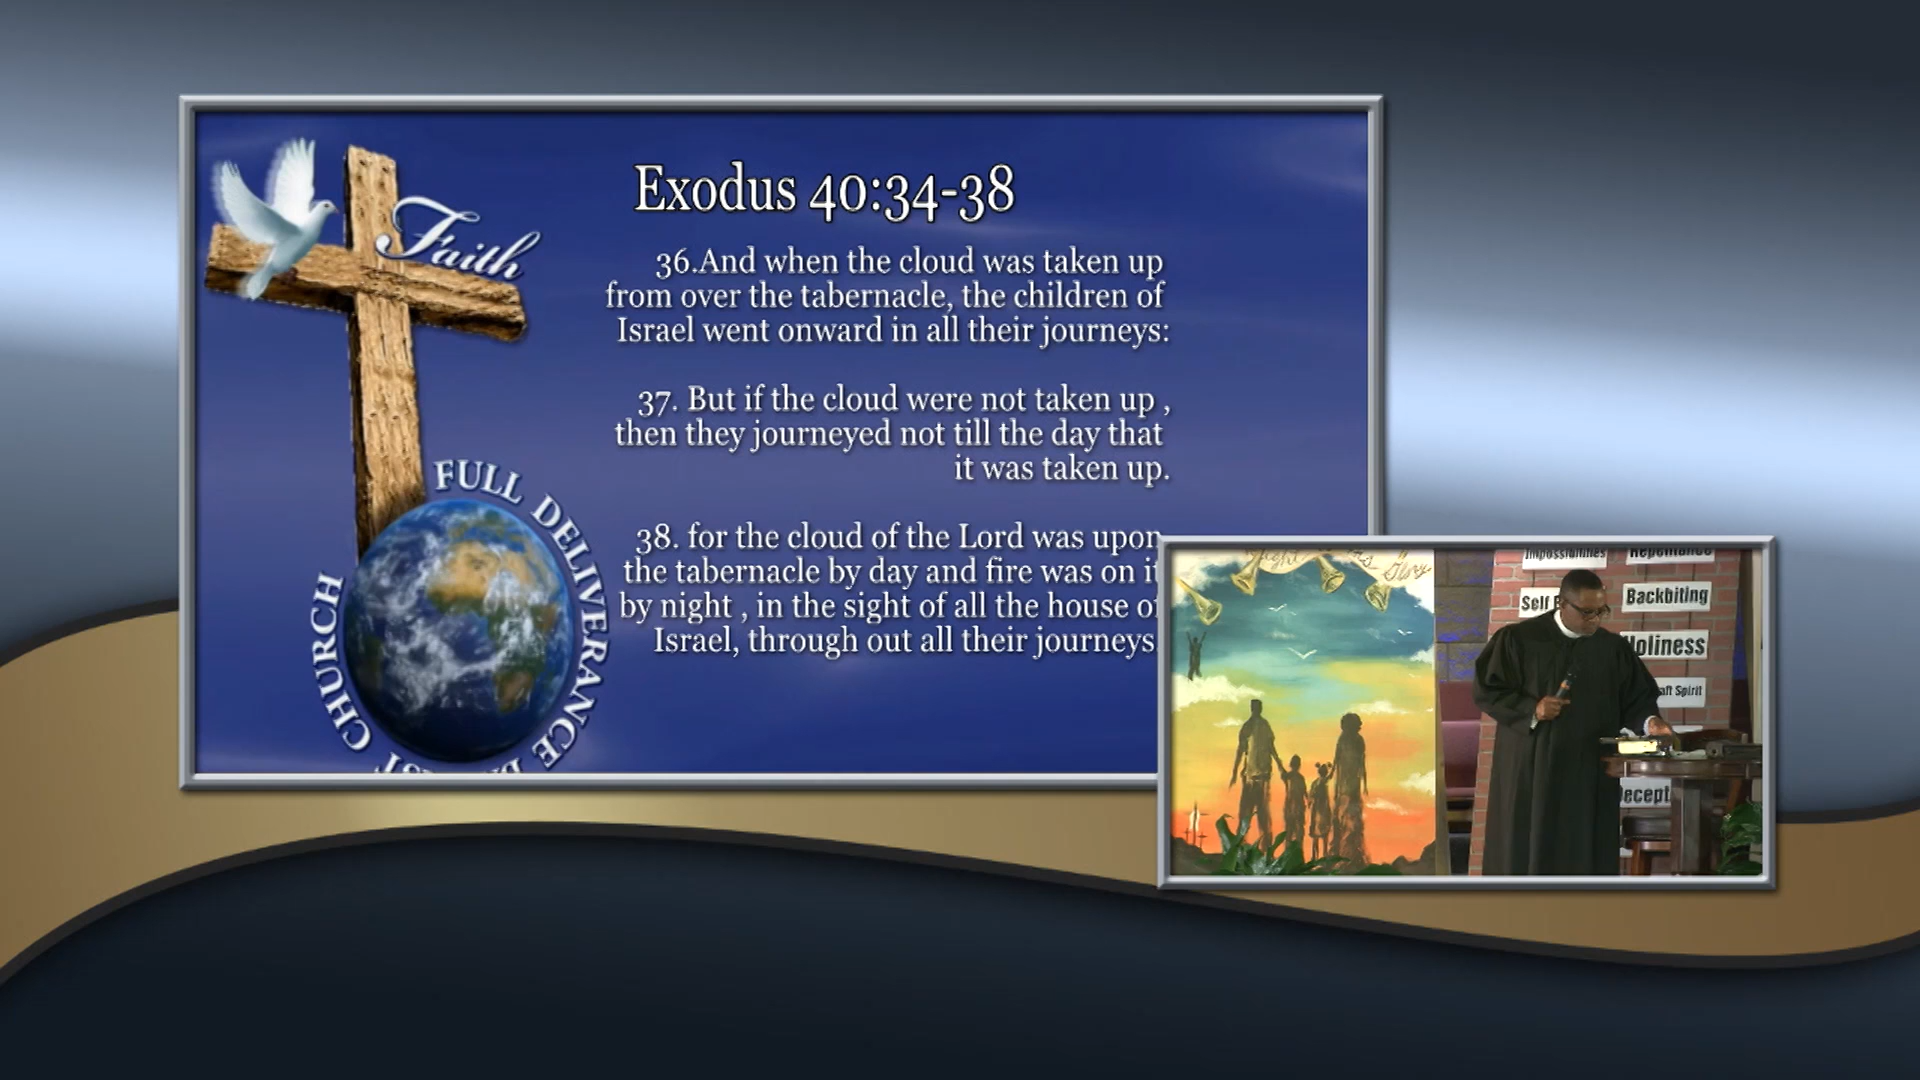 Exodus 40:34-38
36.And when the cloud was taken up
from over the tabernacle, the children of
Israel went onward in all their journeys:
37. But if the cloud were not taken up ,
then they journeyed not till the day that
it was taken up.
38. for the cloud of the Lord was upon
the tabernacle by day and fire was on it
by night , in the sight of all the house of
Israel, through out all their journeys.
Faith
FULL DELIVERANCE
CHURCH
Impossibilities
Repentance
Self
Backbiting
Holiness
Spirit